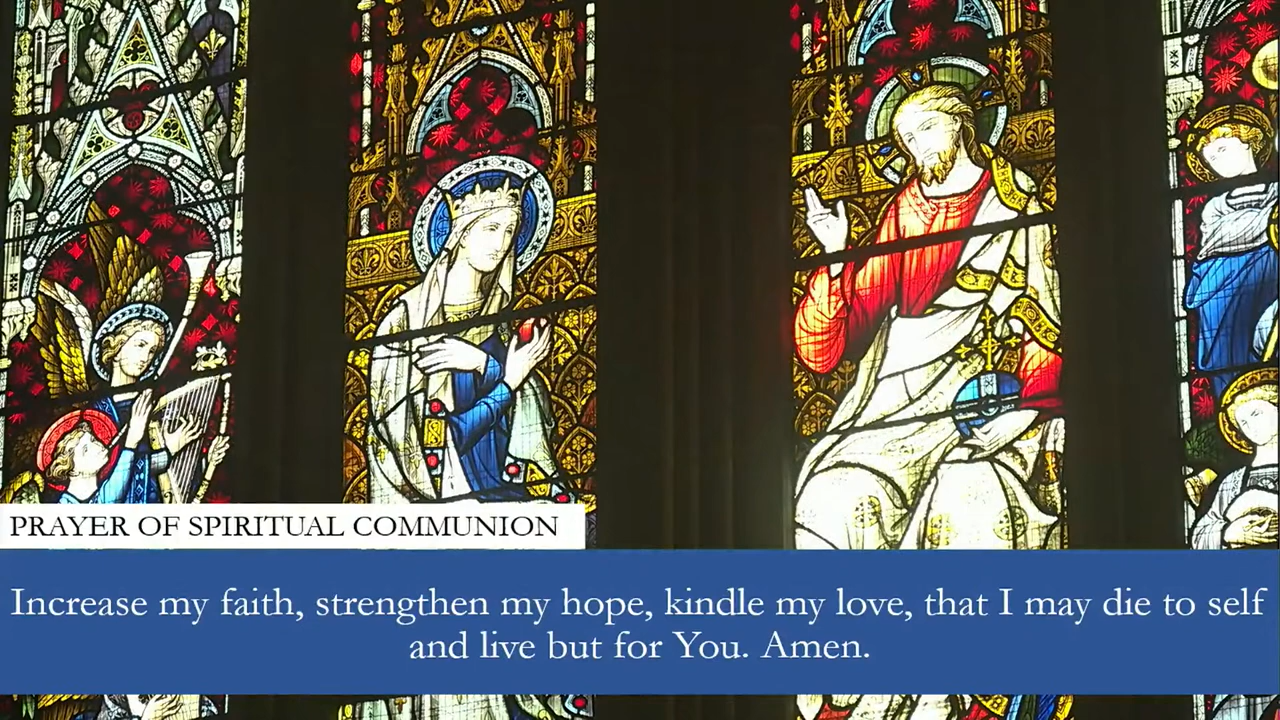 PRAYER OF SPIRITUAL COMMUNION
Increase my faith, strengthen my hope, kindle my love, that I may die to self
and live but for You. Amen.